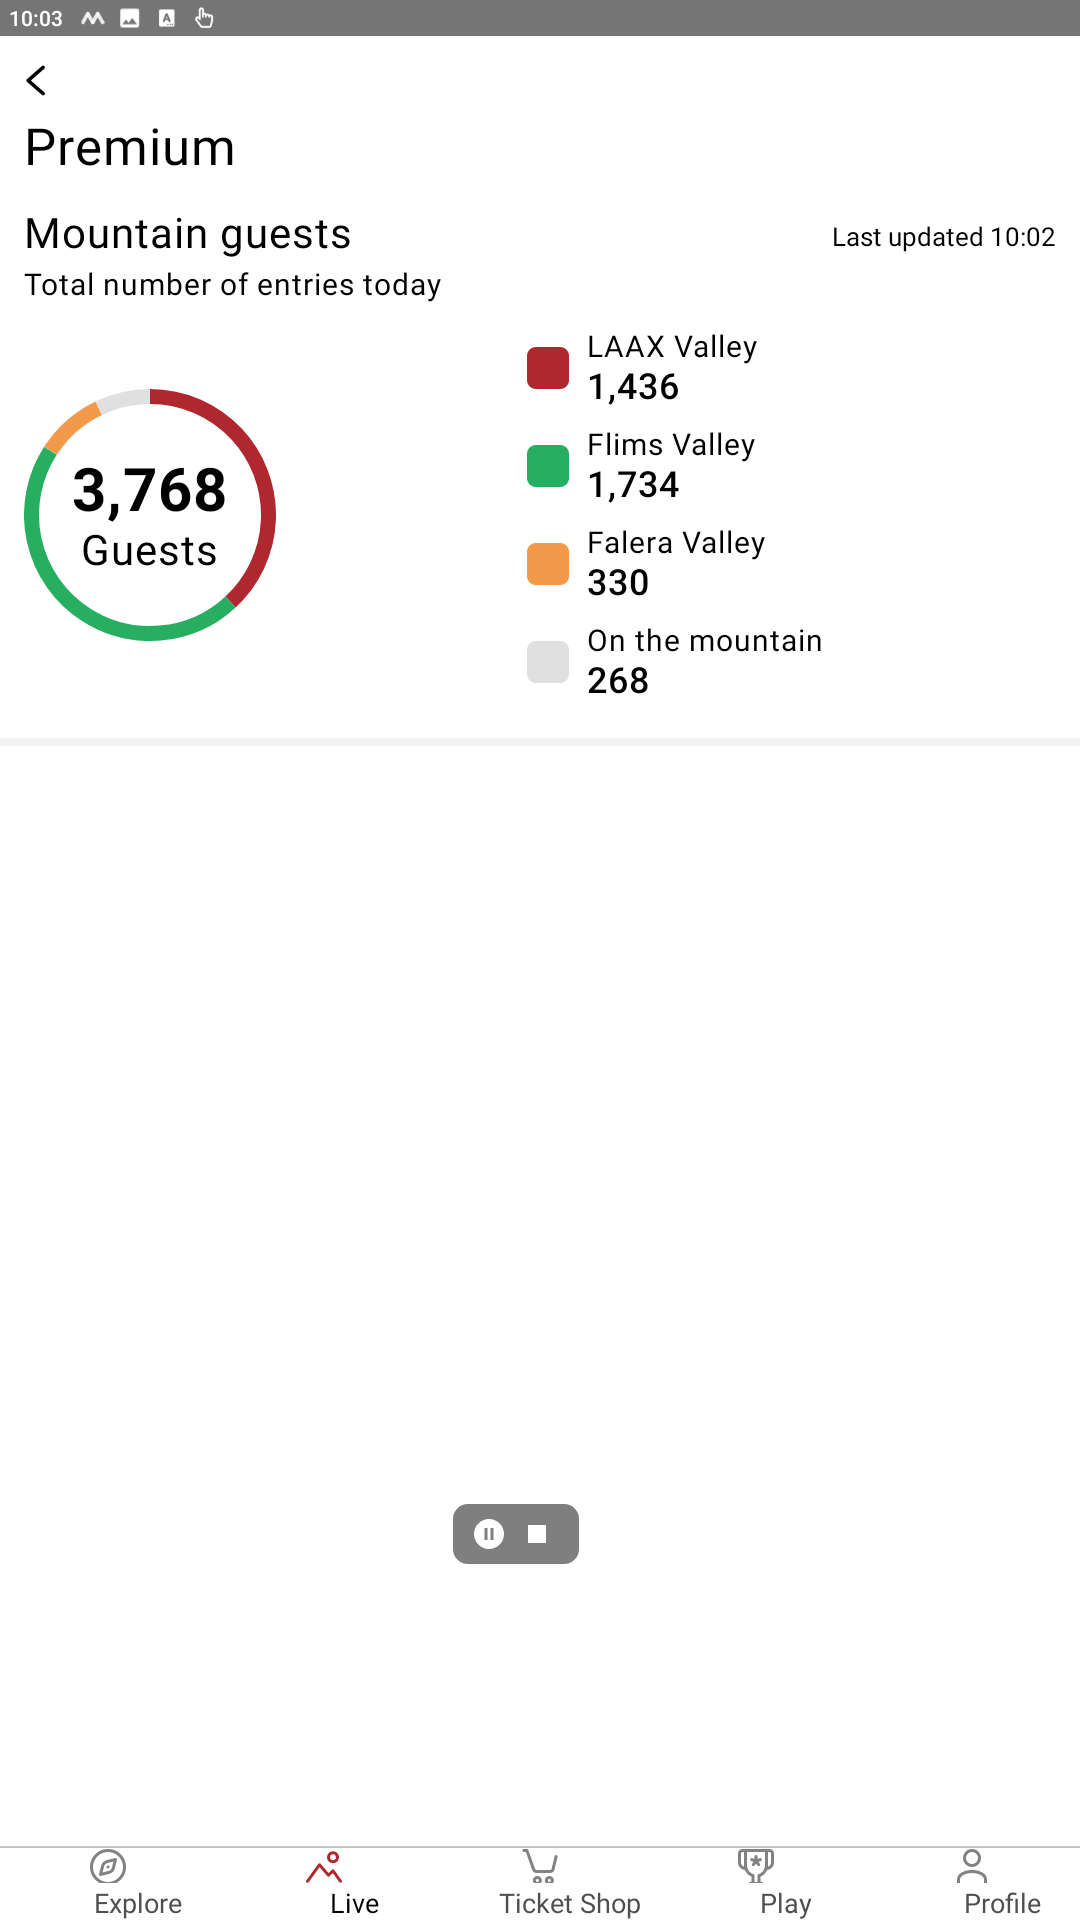 10:03
Premium
Mountain guests
Last updated 10:02
Total number of entries today
3,768
Guests
LAAX Valley
1,436
Flims Valley
1,734
Falera Valley
330
On the mountain
268
Explore
Live
Ticket Shop
Play
Profile